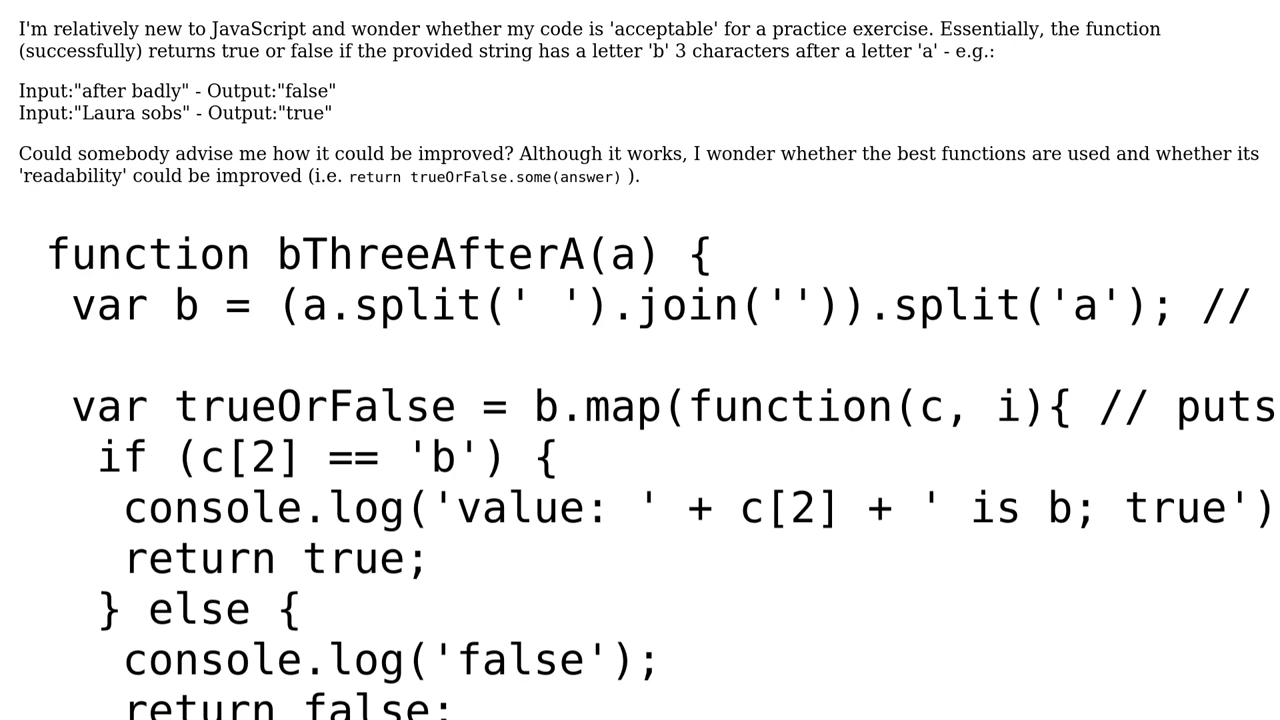 I'm relatively new to JavaScript and wonder whether my code is 'acceptable' for a practice exercise. Essentially, the function
(successfully) returns true or false if the provided string has a letter 'b' 3 characters after a letter 'a' - e.g.:
Input:"after badly" - Output:"false"
Input:"Laura sobs" - Output:"true"
Could somebody advise me how it could be improved? Although it works, I wonder whether the best functions are used and whether its
'readability' could be improved (i.e. return trueOrFalse.some(answer) ).
function bThreeAfterA(a) {
var b = (a.split(' ').join('')).split('a'); //
var trueOrFalse = b.map(function(c, i){ // puts
if (c[2] == 'b') {
console.log('value: ' + c[2] + ' is b; true')
return true;
} else {
console.log('false');
return false;